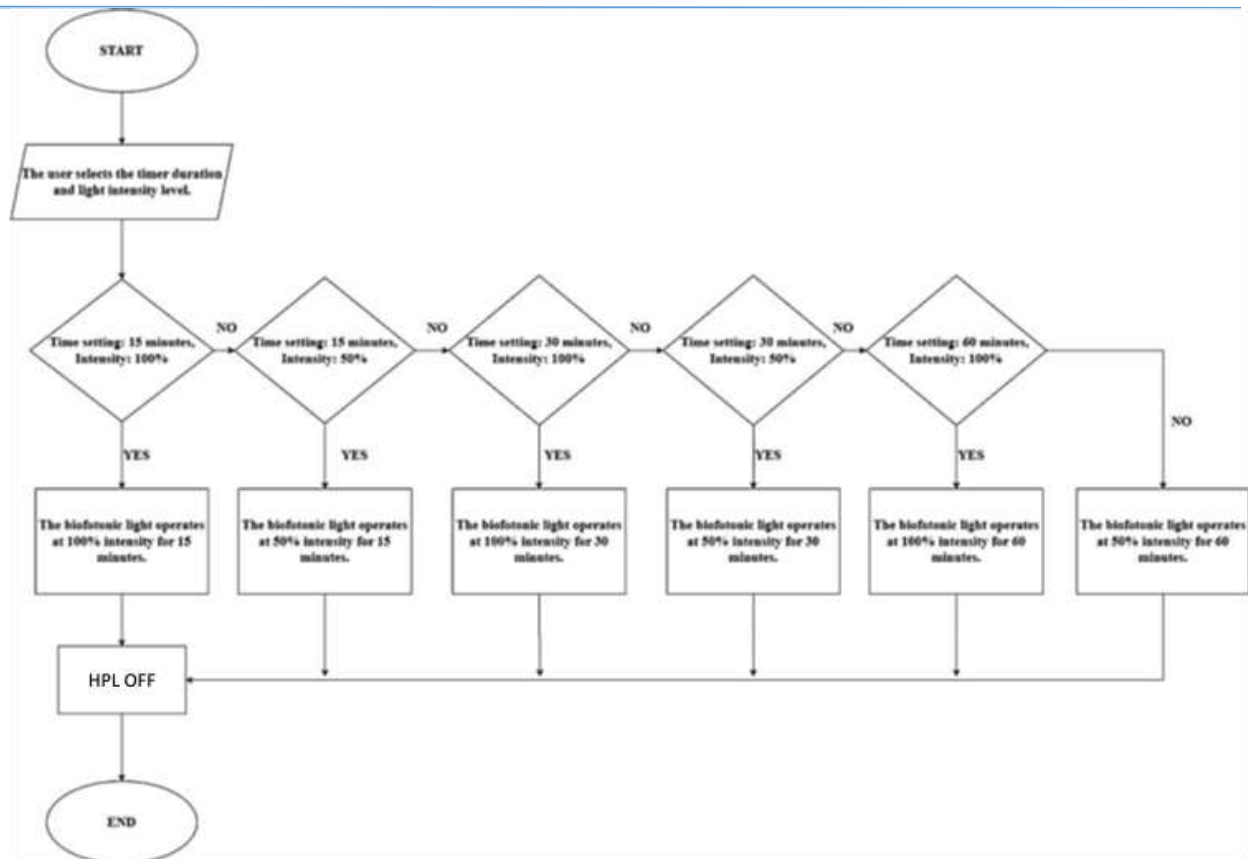 START
The user selects the timer duration
and light intensity level.
Time setting: 15 minutes,
Intensity: 100%
NO
Time setting: 15 minutes,
Intensity: 50%
NO
Time setting: 30 minutes,
Intensity: 100%
NO
Time setting: 30 minutes,
Intensity: 50%
NO
Time setting: 60 minutes,
Intensity: 100%
NO
YES
YES
YES
YES
YES
The biofotonic light operates
at 100% intensity for 15
minutes.
The biofotonic light operates
at 50% intensity for 15
minutes.
The biofotonic light operates
at 100% intensity for 30
minutes.
The biofotonic light operates
at 50% intensity for 30
minutes.
The biofotonic light operates
at 100% intensity for 60
minutes.
The biofotonic light operates
at 50% intensity for 60
minutes.
HPL OFF
END